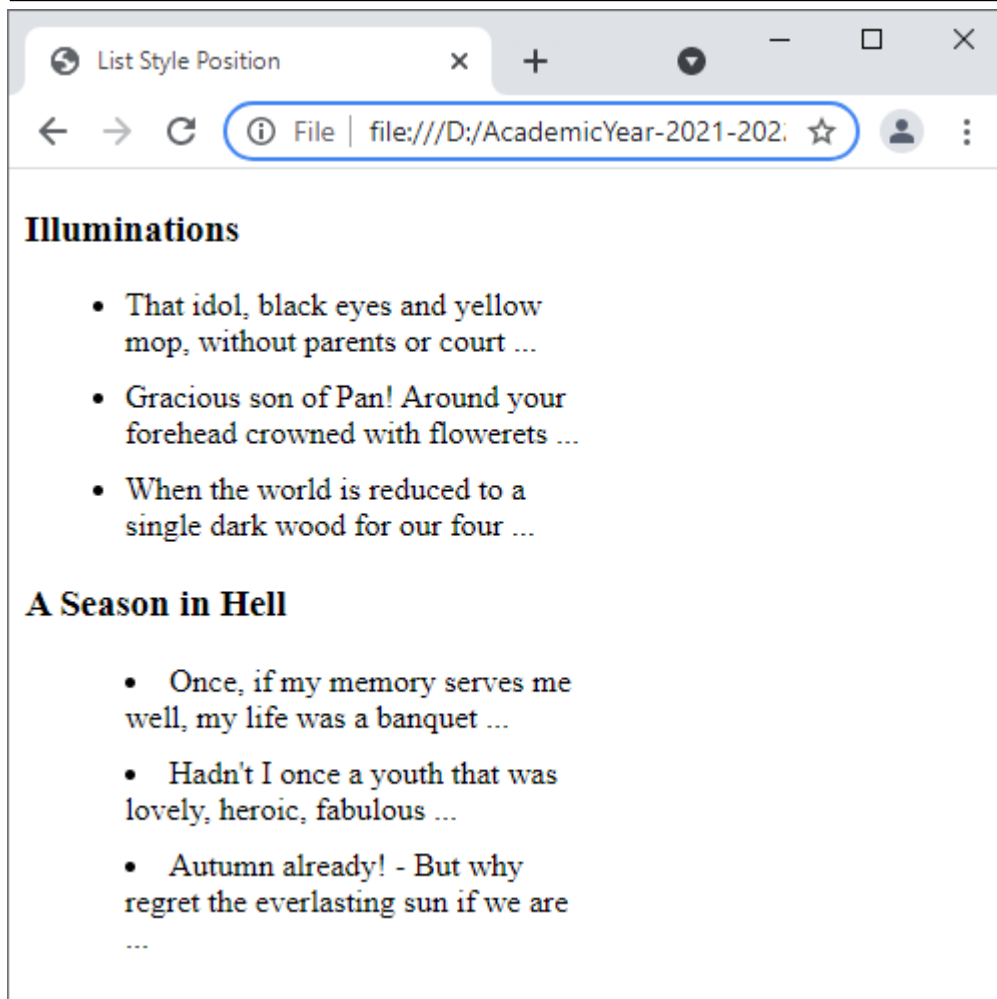 List Style Position
File | file:///D:/AcademicYear-2021-202
Illuminations
• That idol, black eyes and yellow
mop, without parents or court ...
• Gracious son of Pan! Around your
forehead crowned with flowerets ...
• When the world is reduced to a
single dark wood for our four ...
A Season in Hell
• Once, if my memory serves me
well, my life was a banquet ...
• Hadn't I once a youth that was
lovely, heroic, fabulous ...
• Autumn already! - But why
regret the everlasting sun if we are
...